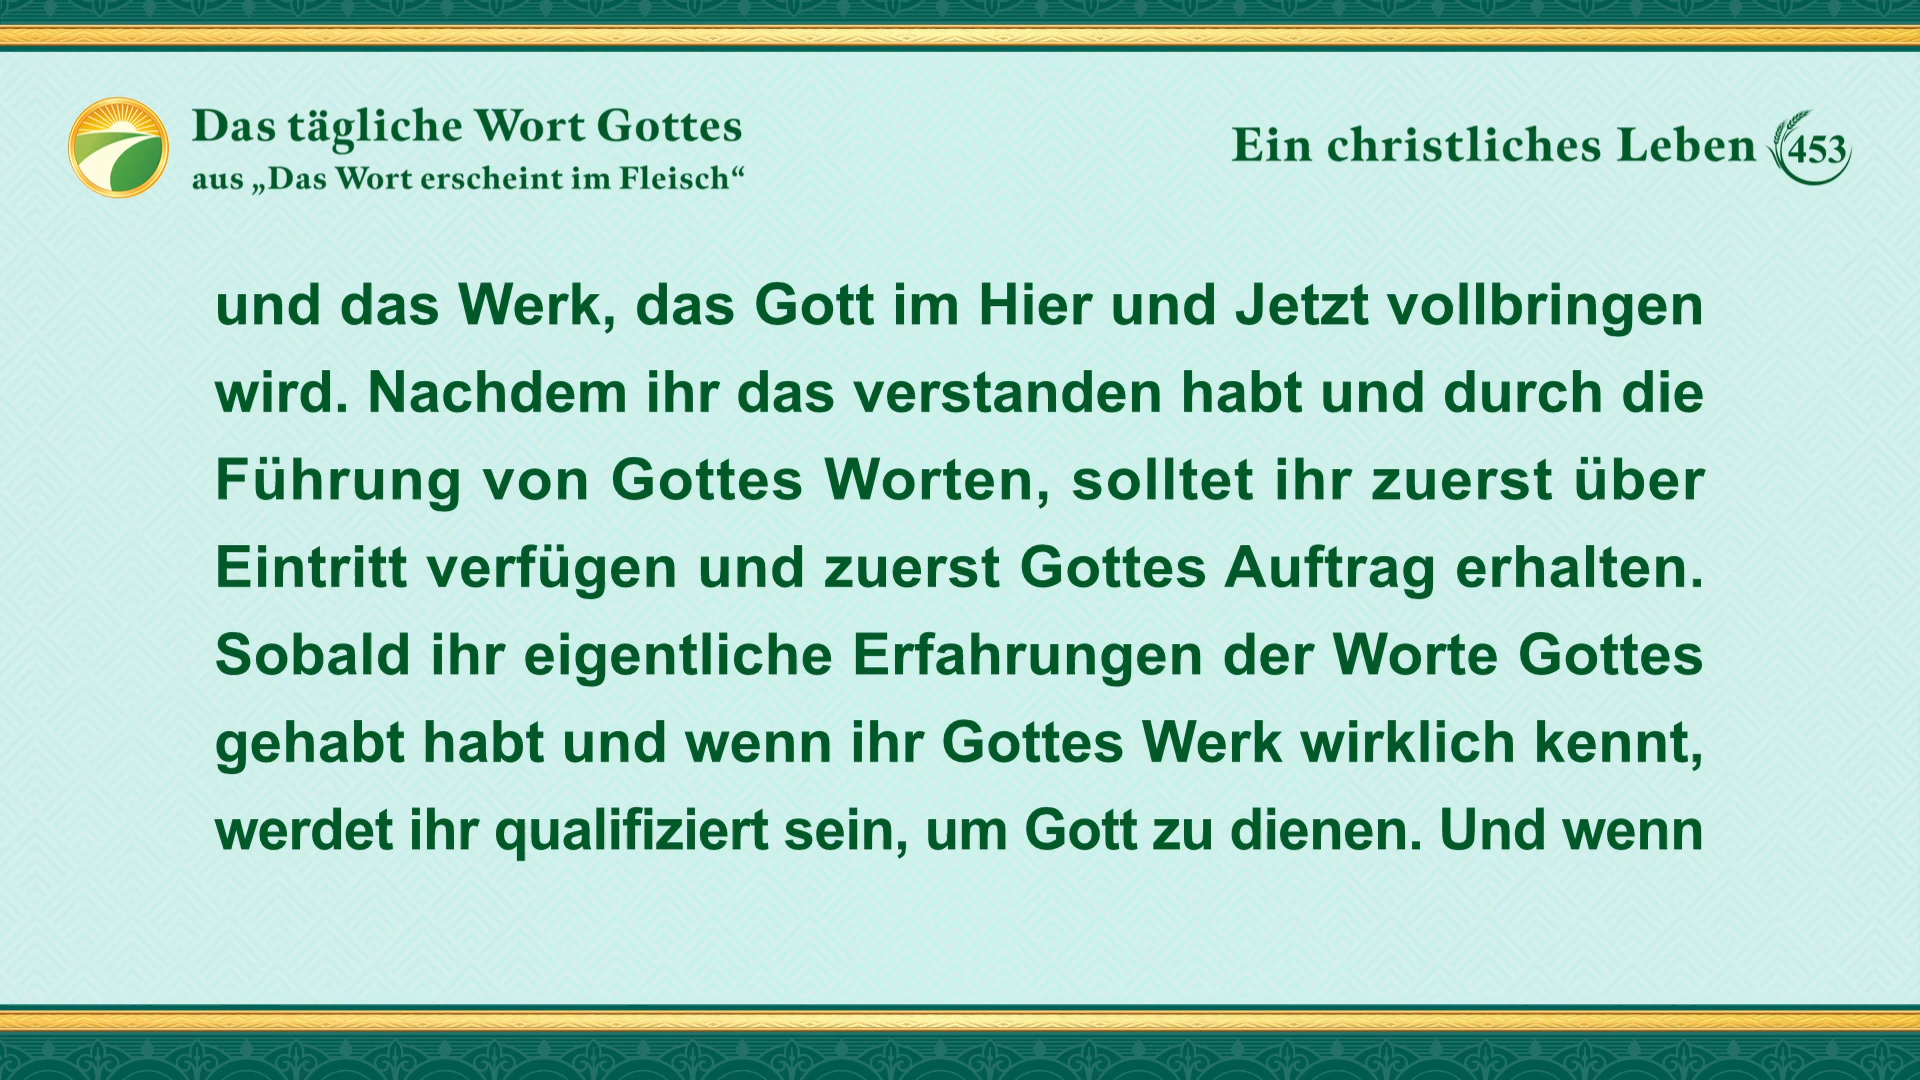 Das tägliche Wort Gottes
aus „Das Wort erscheint im Fleisch“
Ein christliches Leben 453
und das Werk, das Gott im Hier und Jetzt vollbringen
wird. Nachdem ihr das verstanden habt und durch die
Führung von Gottes Worten, solltet ihr zuerst über
Eintritt verfügen und zuerst Gottes Auftrag erhalten.
Sobald ihr eigentliche Erfahrungen der Worte Gottes
gehabt habt und wenn ihr Gottes Werk wirklich kennt,
werdet ihr qualifiziert sein, um Gott zu dienen. Und wenn